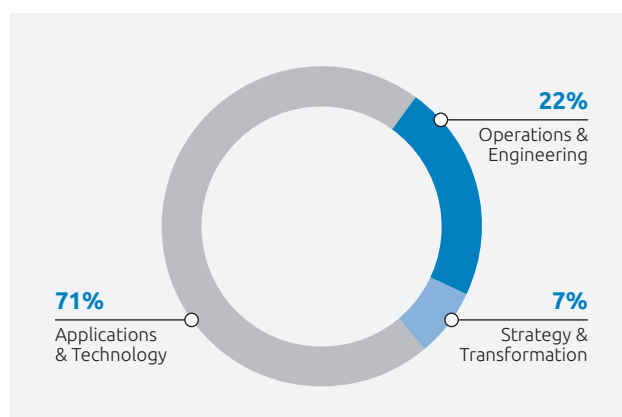 22%
Operations &
Engineering
71%
Applications
& Technology
7%
Strategy &
Transformation